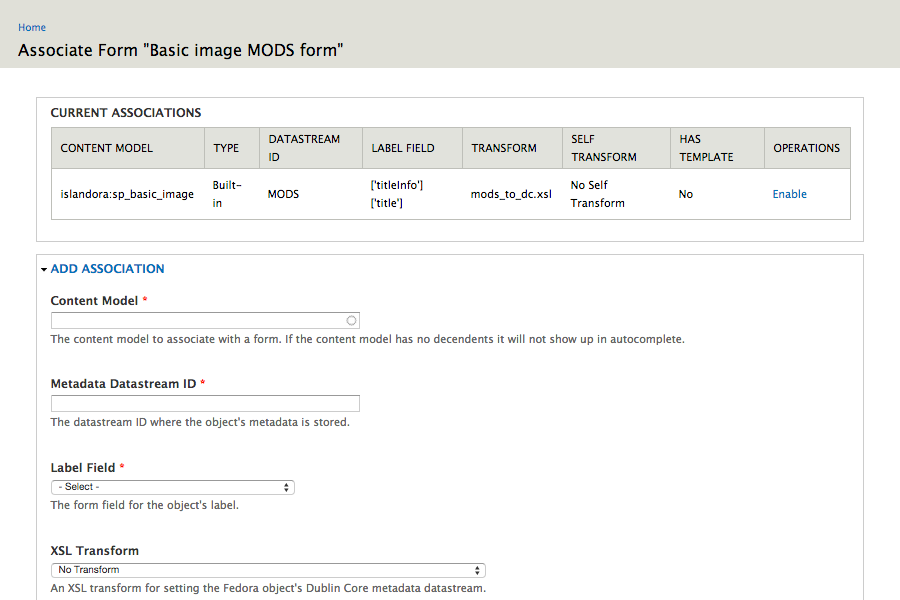 Home
Associate Form "Basic image MODS form"
CURRENT ASSOCIATIONS
CONTENT MODEL TYPE DATASTREAM ID LABEL FIELD TRANSFORM SELF TRANSFORM HAS TEMPLATE OPERATIONS
islandora:sp_basic_image Built-in MODS ['titleInfo'] ['title'] mods_to_dc.xsl No Self Transform No Enable
ADD ASSOCIATION
Content Model *
The content model to associate with a form. If the content model has no decendents it will not show up in autocomplete.
Metadata Datastream ID *
The datastream ID where the object's metadata is stored.
Label Field *
- Select -
The form field for the object's label.
XSL Transform
No Transform
An XSL transform for setting the Fedora object's Dublin Core metadata datastream.